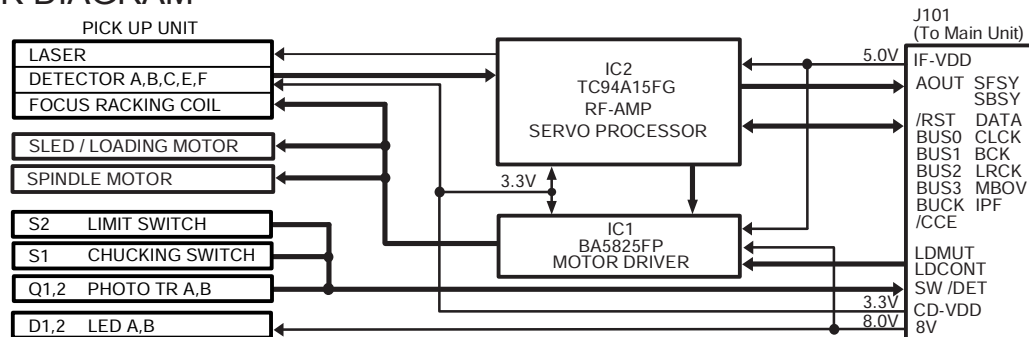 K DIAGRAM
PICK UP UNIT
LASER
DETECTOR A,B,C,E,F
FOCUS RACKING COIL
SLED / LOADING MOTOR
SPINDLE MOTOR
S2 LIMIT SWITCH
S1 CHUCKING SWITCH
Q1,2 PHOTO TR A,B
D1,2 LED A,B
IC2
TC94A15FG
RF-AMP
SERVO PROCESSOR
3.3V
IC1
BA5825FP
MOTOR DRIVER
J101
(To Main Unit)
5.0V IF-VDD
AOUT SFSY
SBSY
/RST DATA
BUS0 CLCK
BUS1 BCK
BUS2 LRCK
BUS3 MBOV
BUCK IPF
/CCE
LDMUT
LDCONT
SW /DET
3.3V CD-VDD
8.0V 8V